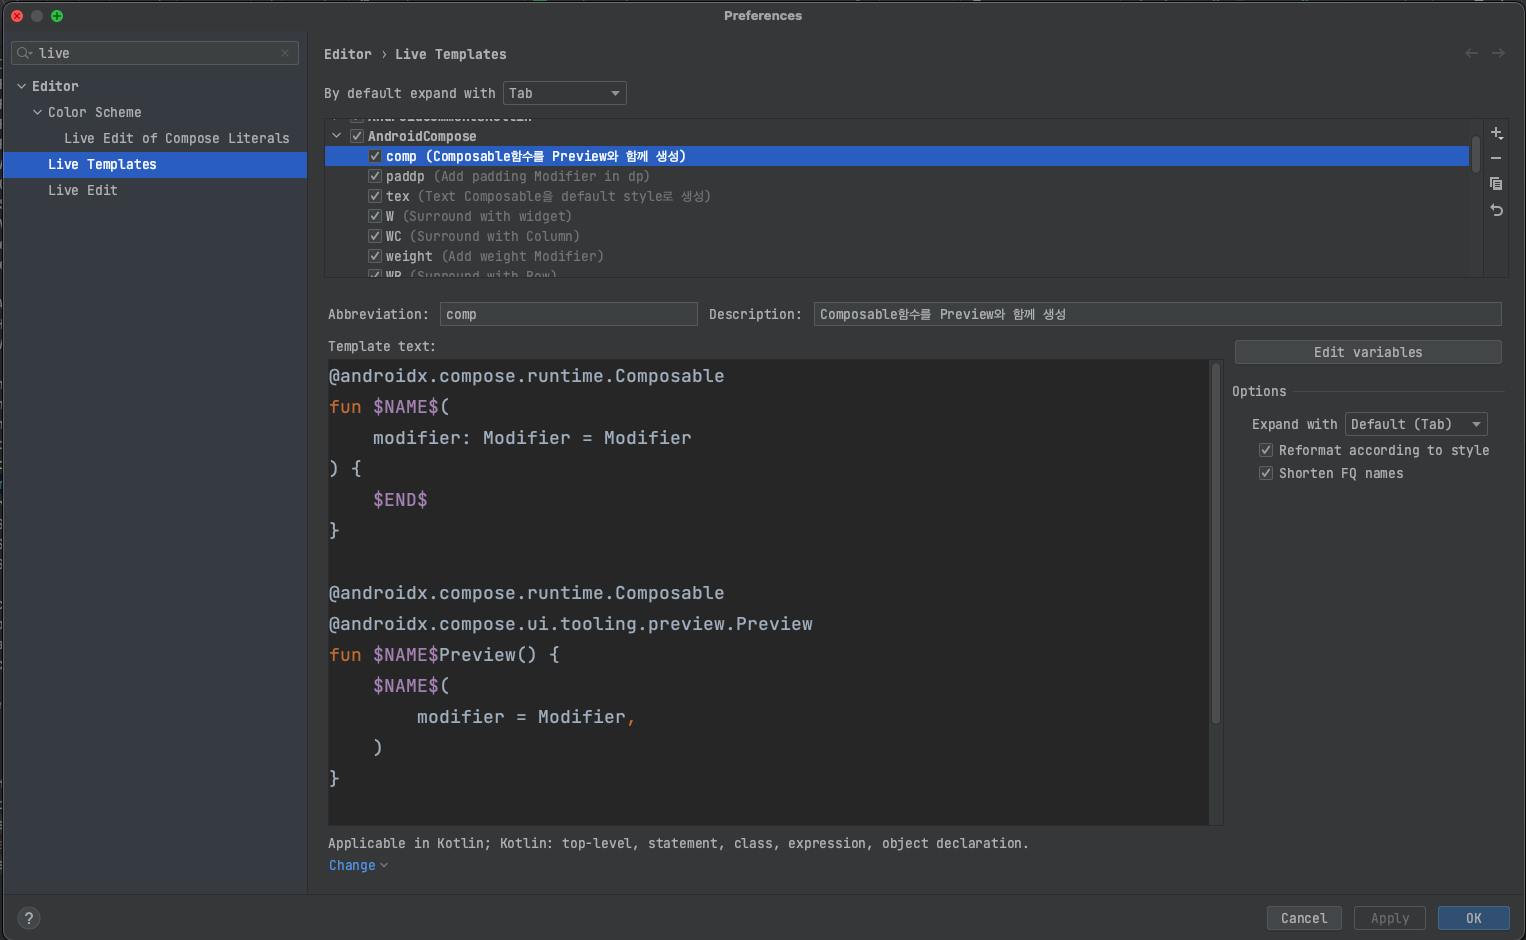 Preferences
live
Editor
Color Scheme
Live Edit of Compose Literals
Live Templates
Live Edit
Editor › Live Templates
By default expand with Tab
AndroidCompose
comp (Composable함수를 Preview와 함께 생성)
paddp (Add padding Modifier in dp)
tex (Text Composable을 default style로 생성)
W (Surround with widget)
WC (Surround with Column)
weight (Add weight Modifier)
WR (Surround with Row)
Abbreviation: comp Description: Composable함수를 Preview와 함께 생성
Template text:
Edit variables
@androidx.compose.runtime.Composable
fun $NAME$(
    modifier: Modifier = Modifier
) {
    $END$
}
@androidx.compose.runtime.Composable
@androidx.compose.ui.tooling.preview.Preview
fun $NAME$Preview() {
    $NAME$(
        modifier = Modifier,
    )
}
Options
Expand with Default (Tab)
Reformat according to style
Shorten FQ names
Applicable in Kotlin; Kotlin: top-level, statement, class, expression, object declaration.
Change
?
Cancel Apply OK